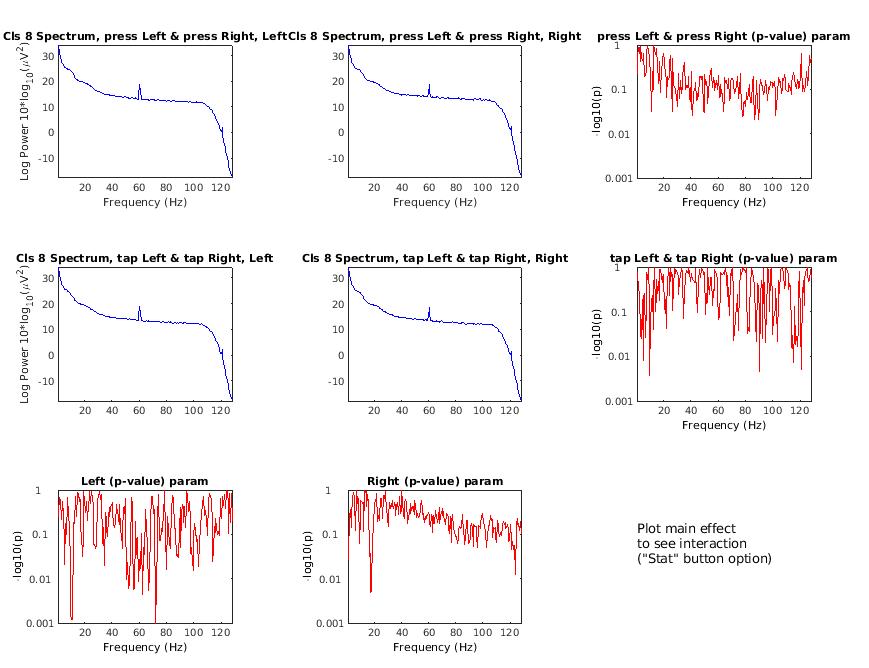 Cls 8 Spectrum, press Left & press Right, Left
Cls 8 Spectrum, press Left & press Right, Right
press Left & press Right (p-value) param
Log Power 10*log10(μV2)
30
20
10
0
-10
20 40 60 80 100 120
Frequency (Hz)
30
20
10
0
-10
20 40 60 80 100 120
Frequency (Hz)
-log10(p)
1
0.1
0.01
0.001
20 40 60 80 100 120
Frequency (Hz)
Cls 8 Spectrum, tap Left & tap Right, Left
Cls 8 Spectrum, tap Left & tap Right, Right
tap Left & tap Right (p-value) param
Log Power 10*log10(μV2)
30
20
10
0
-10
20 40 60 80 100 120
30
20
10
0
-10
20 40 60 80 100 120
-log10(p)
1
0.1
0.01
0.001
20 40 60 80 100 120
Frequency (Hz)
Left (p-value) param
Right (p-value) param
-log10(p)
1
0.1
0.01
0.001
20 40 60 80 100 120
Frequency (Hz)
-log10(p)
1
0.1
0.01
0.001
20 40 60 80 100 120
Frequency (Hz)
Plot main effect
to see interaction
("Stat" button option)